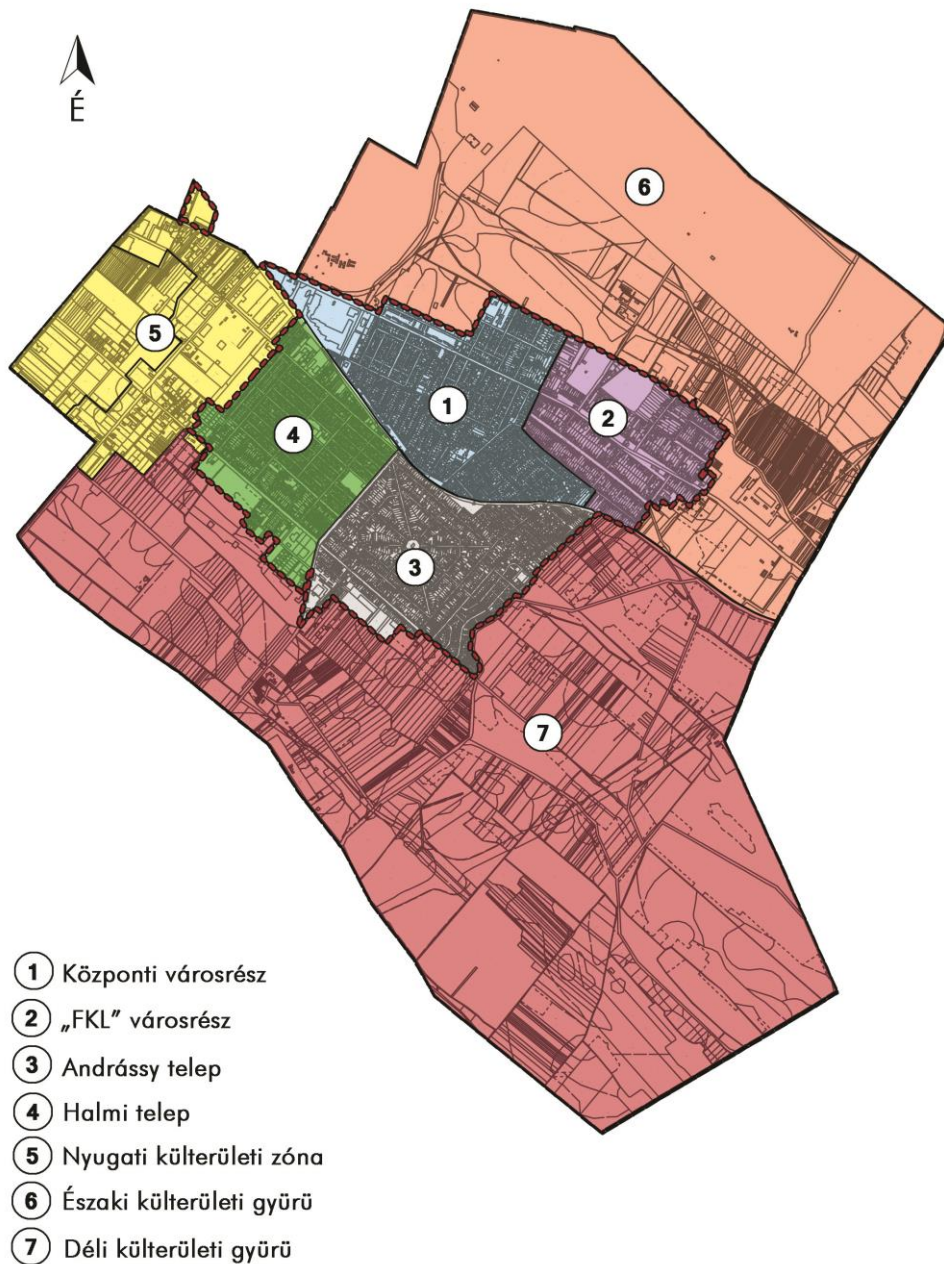 É
6
5
1
2
4
3
7
1 Központi városrész
2 „FKL” városrész
3 Andrássy telep
4 Halmi telep
5 Nyugati külterületi zóna
6 Északi külterületi gyürü
7 Déli külterületi gyürü